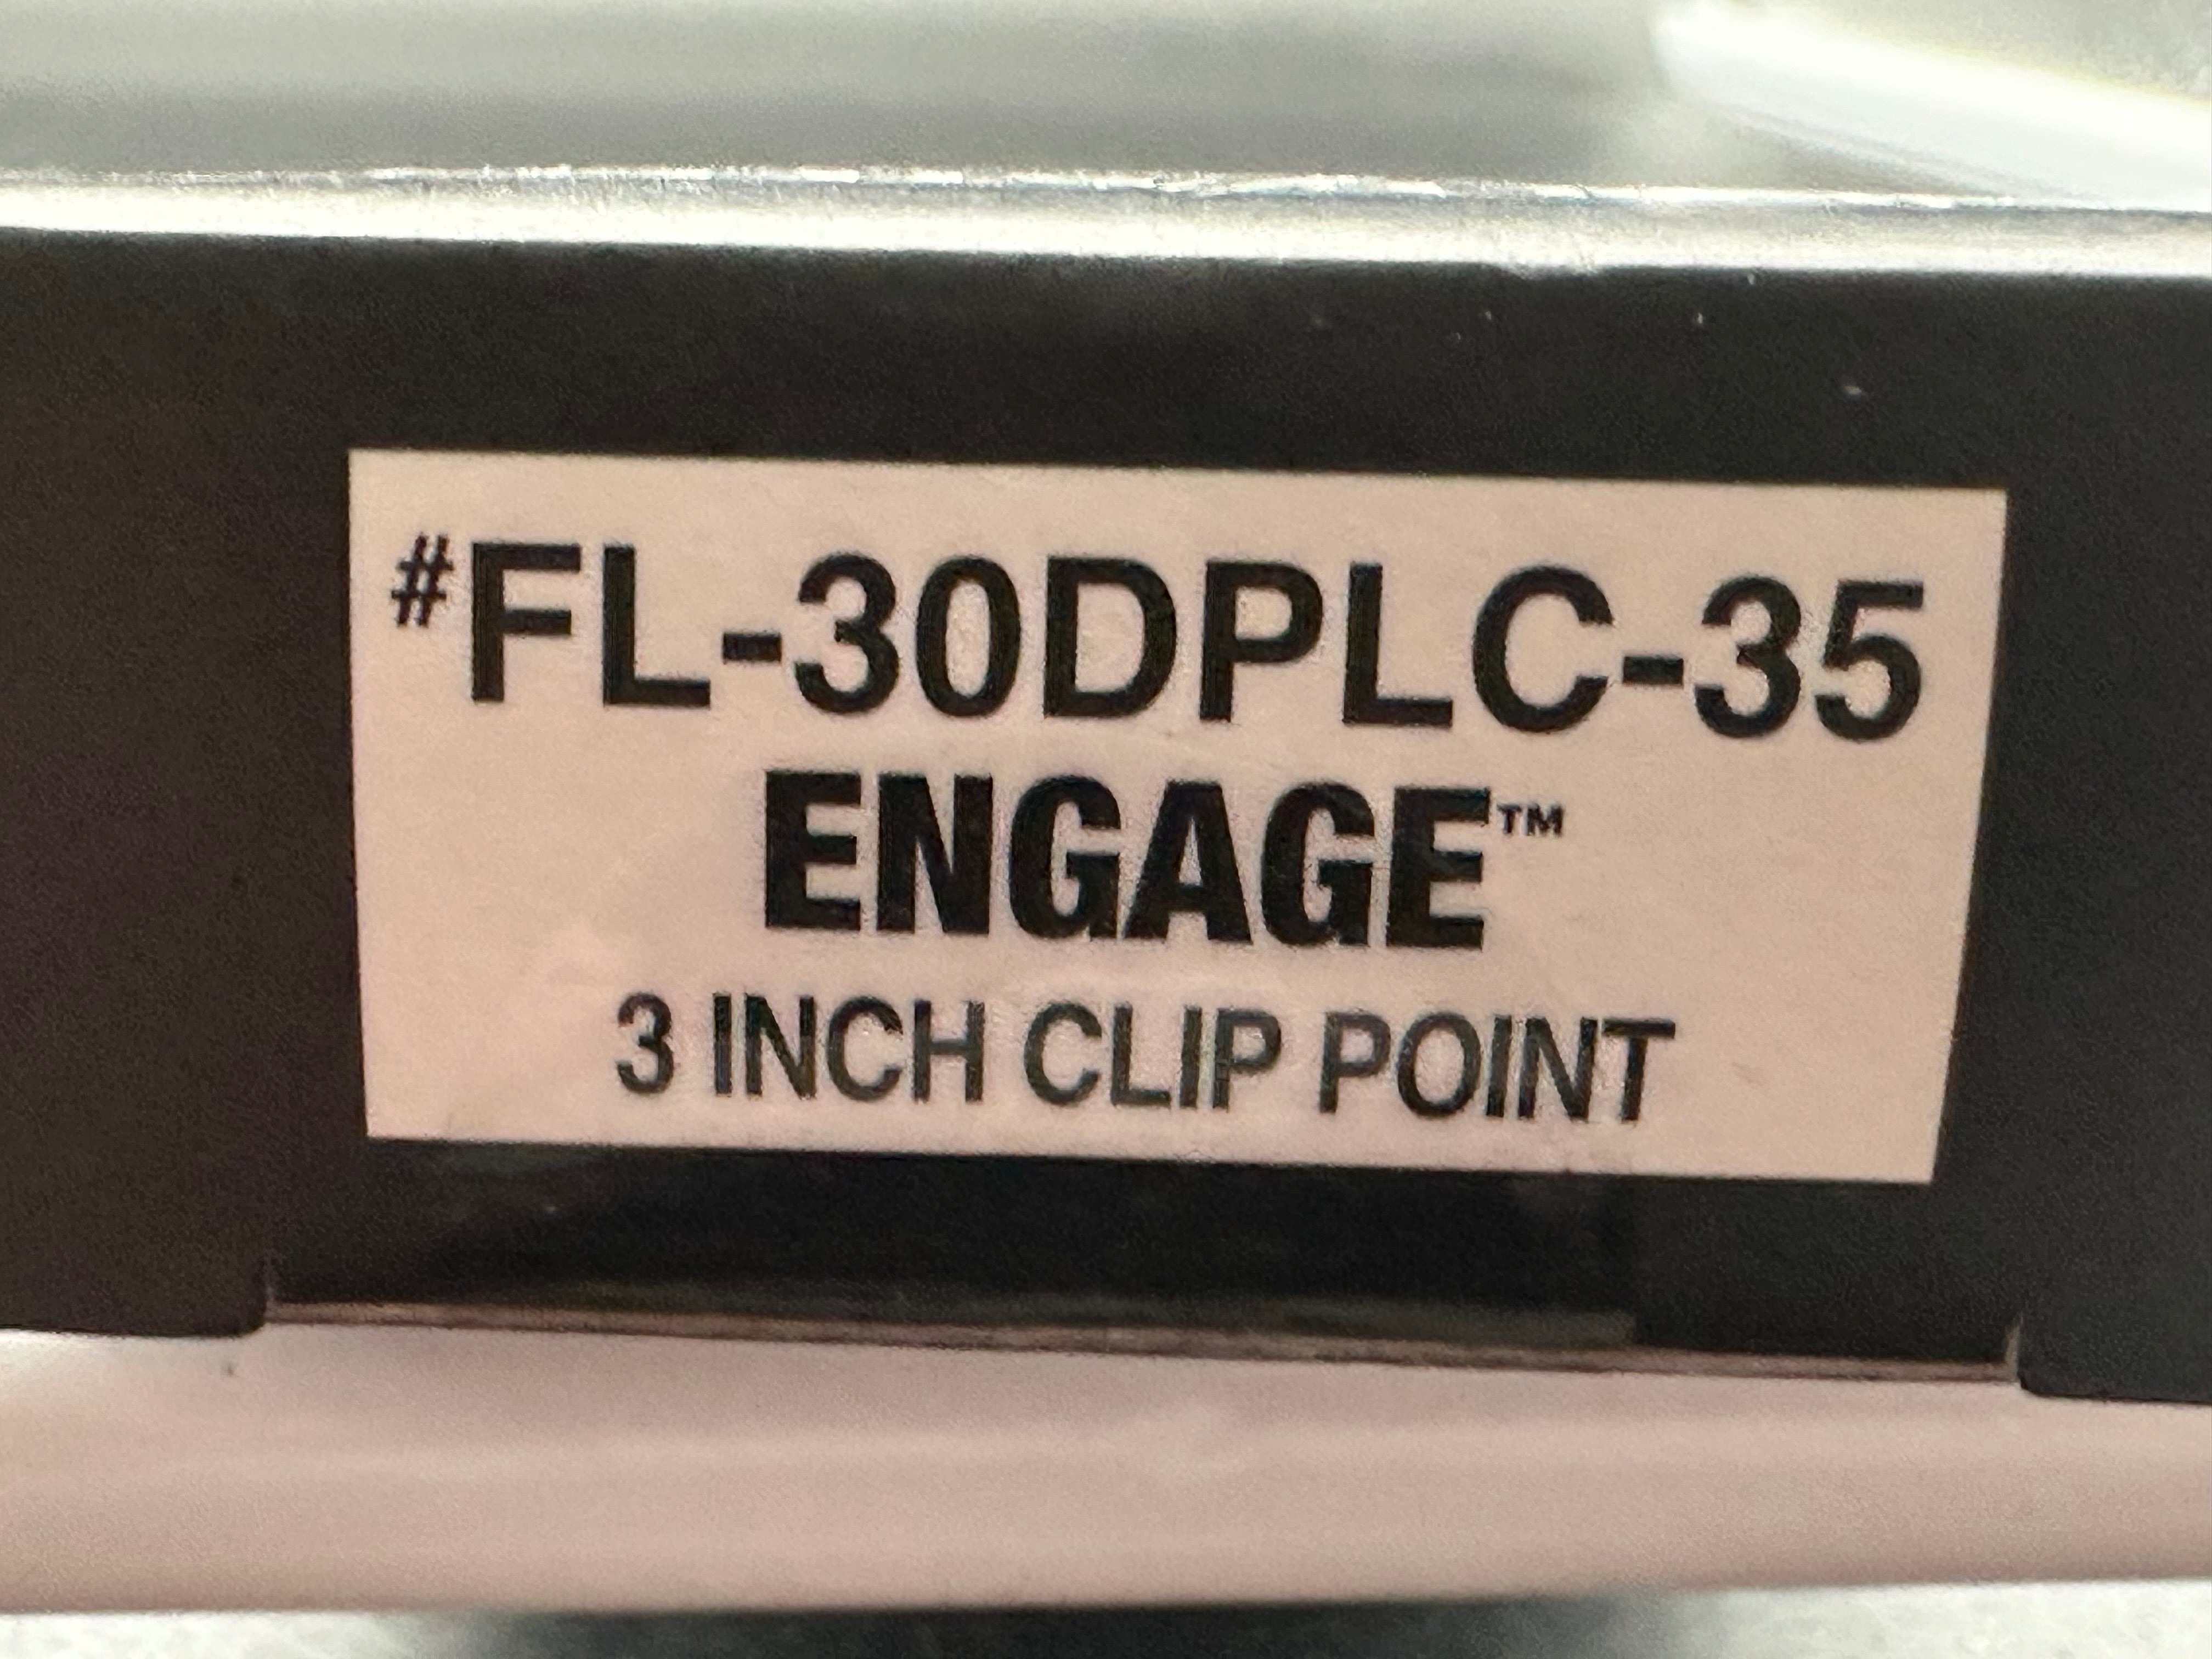 #FL-30DPLC-35
ENGAGE™
3 INCH CLIP POINT